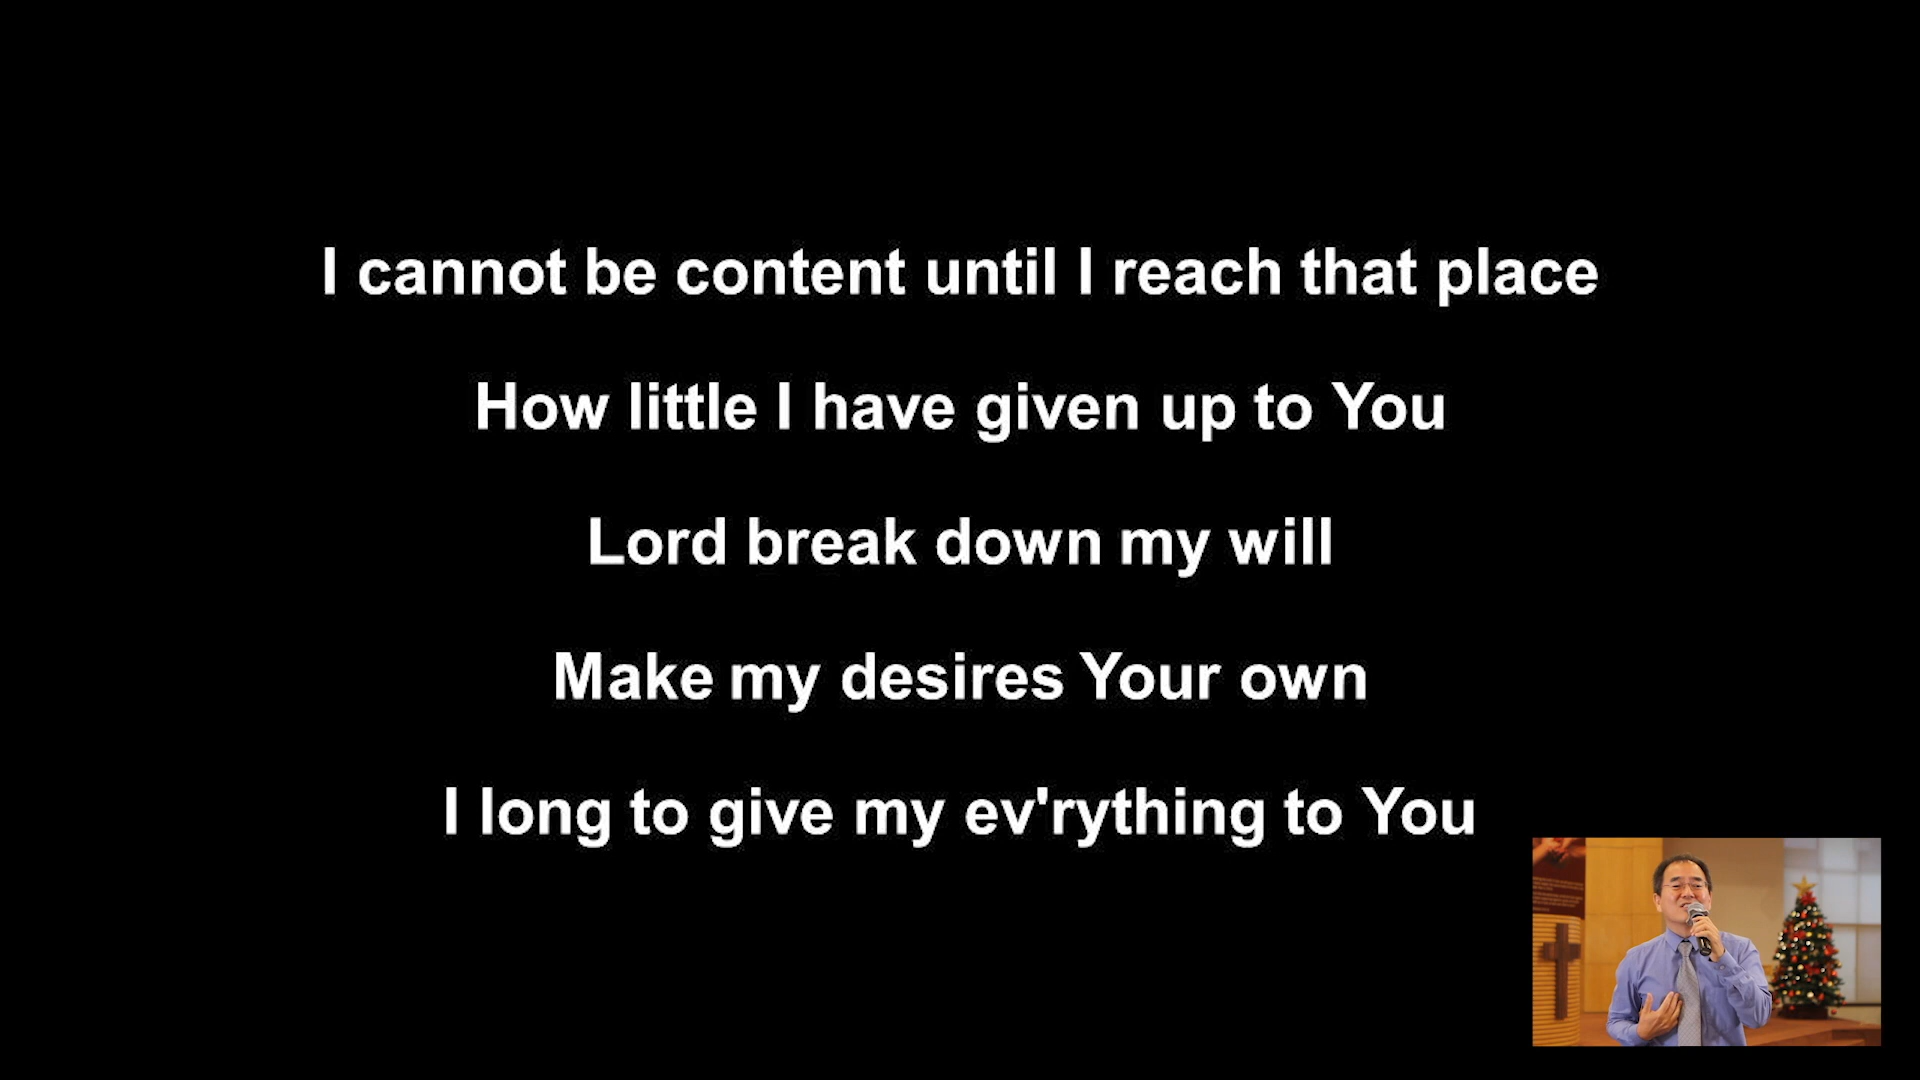 I cannot be content until I reach that place
How little I have given up to You
Lord break down my will
Make my desires Your own
I long to give my ev'rything to You